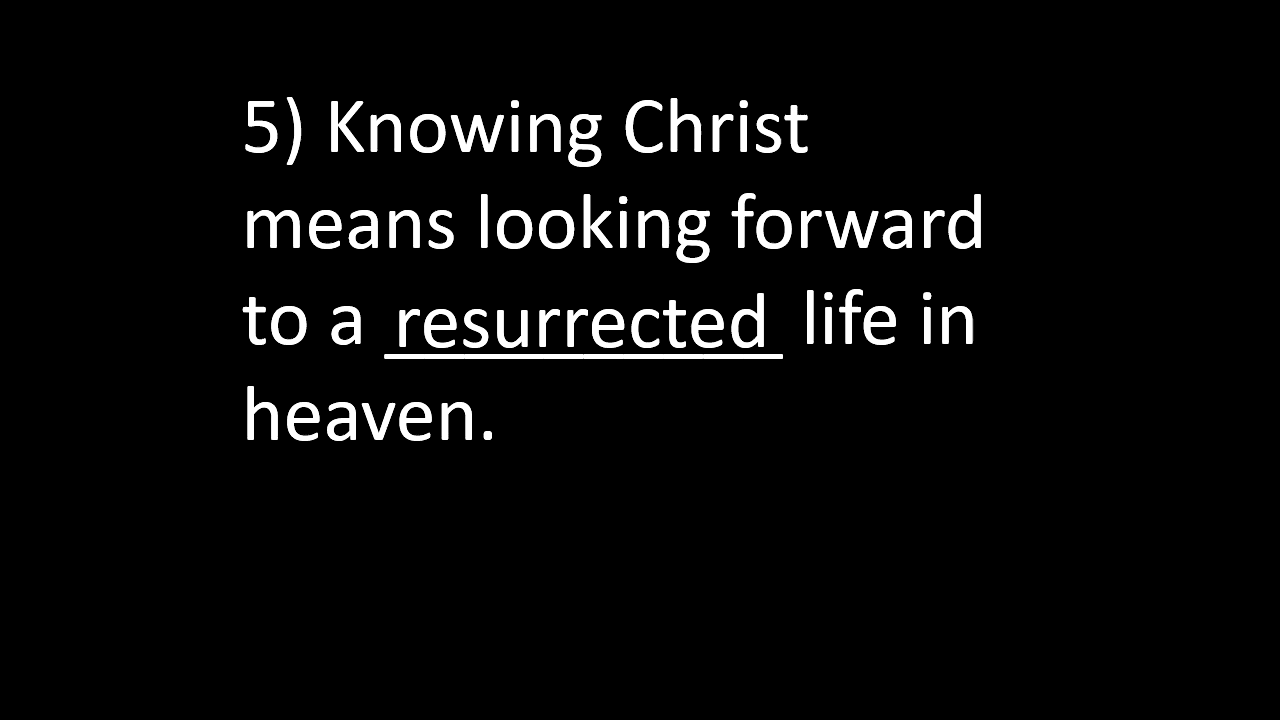 5) Knowing Christ
means looking forward
to a resurrected life in
heaven.